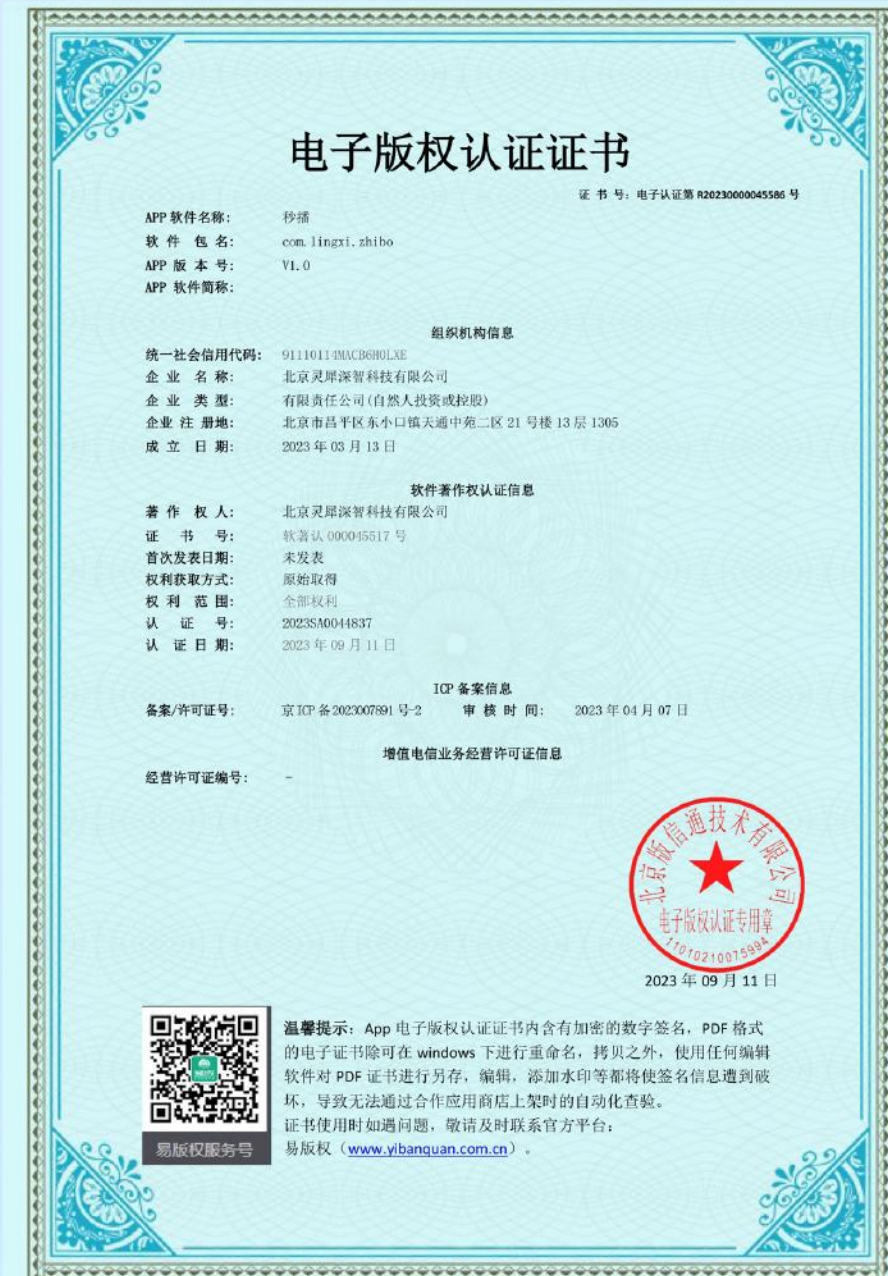 电子版权认证证书
证 书 号：电子认证第 R20230000045586 号
APP 软件名称： 秒播
软 件 包 名： com.lingxi.zhibo
APP 版 本 号： V1.0
APP 软件简称：
组织机构信息
统一社会信用代码： 91110114MACB6H0LXE
企 业 名 称： 北京灵犀深智科技有限公司
企 业 类 型： 有限责任公司(自然人投资或控股)
企业 注 册地： 北京市昌平区东小口镇天通中苑二区 21 号楼 13 层 1305
成 立 日 期： 2023 年 03 月 13 日
软件著作权认证信息
著 作 权 人： 北京灵犀深智科技有限公司
证 书 号： 软著认 000045517 号
首次发表日期： 未发表
权利获取方式： 原始取得
权 利 范 围： 全部权利
认 证 号： 2023SA0044837
认 证 日 期： 2023 年 09 月 11 日
ICP 备案信息
备案/许可证号： 京 ICP 备 2023007891 号-2 审 核 时 间： 2023 年 04 月 07 日
增值电信业务经营许可证信息
经营许可证编号： -
北京版信通技术有限公司
电子版权认证专用章
11010210075994
2023 年 09 月 11 日
温馨提示：App 电子版权认证证书内含有加密的数字签名，PDF 格式
的电子证书除可在 windows 下进行重命名，拷贝之外，使用任何编辑
软件对 PDF 证书进行另存，编辑，添加水印等都将使签名信息遭到破
坏，导致无法通过合作应用商店上架时的自动化查验。
证书使用时如遇问题，敬请及时联系官方平台：
易版权（www.yibanquan.com.cn）。
易版权服务号